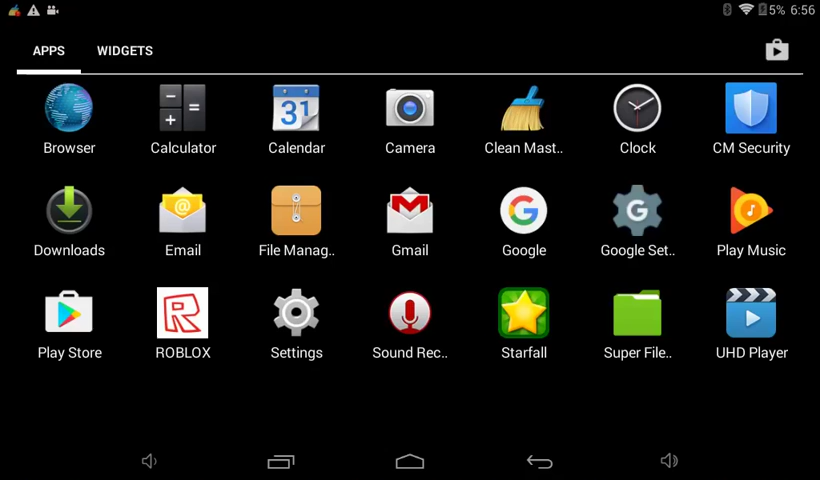 5% 6:56
APPS WIDGETS
31
Browser Calculator Calendar Camera Clean Mast.. Clock CM Security
@ G G
Downloads Email File Manag.. Gmail Google Google Set.. Play Music
Play Store ROBLOX Settings Sound Rec.. Starfall Super File.. UHD Player